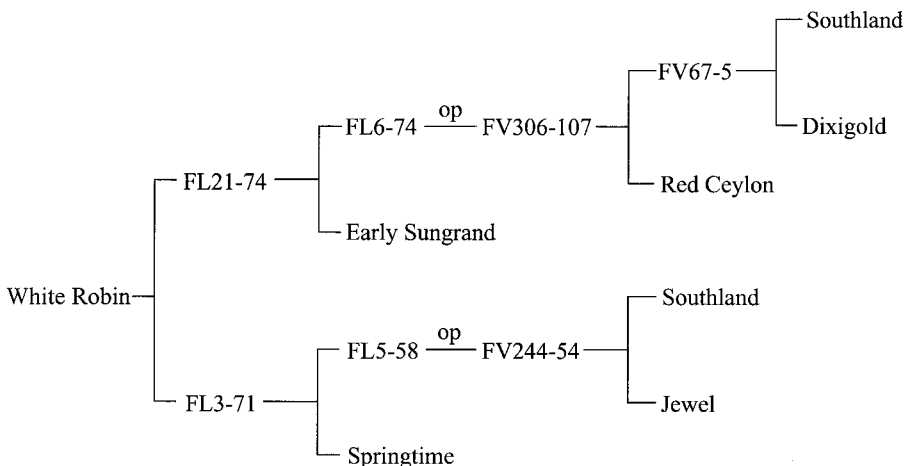 Southland
FV67-5
op
FL6-74
FV306-107
Dixigold
FL21-74
Red Ceylon
Early Sungrand
White Robin
Southland
op
FL5-58
FV244-54
FL3-71
Jewel
Springtime